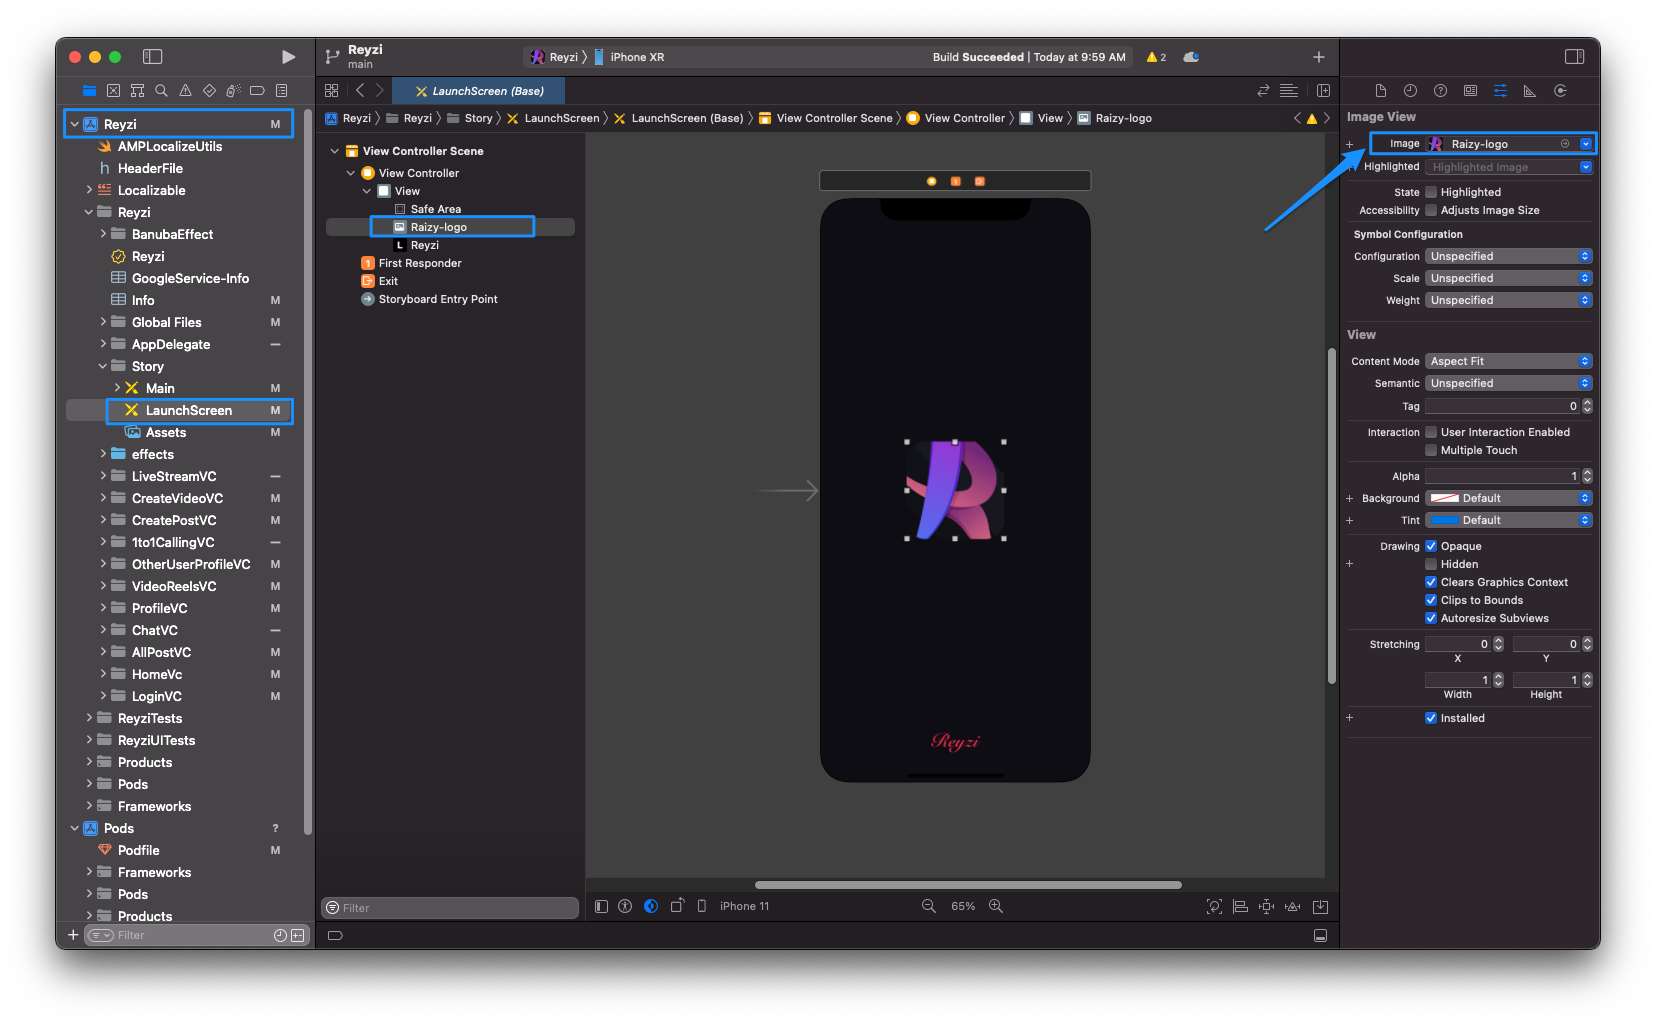 Reyzi
main
Reyzi
iPhone XR
Build Succeeded | Today at 9:59 AM
2
LaunchScreen (Base)
Reyzi
Reyzi
Story
LaunchScreen
LaunchScreen (Base)
View Controller Scene
View Controller
View
Raizy-logo
Reyzi M
AMPLocalizeUtils
HeaderFile
Localizable
Reyzi
BanubaEffect
Reyzi
GoogleService-Info
Info M
Global Files M
AppDelegate
Story
Main M
LaunchScreen M
Assets M
effects
LiveStreamVC
CreateVideoVC M
CreatePostVC M
1to1CallingVC
OtherUserProfileVC M
VideoReelsVC M
ProfileVC M
ChatVC
AllPostVC M
HomeVc M
LoginVC M
ReyziTests
ReyziUITests
Products
Pods
Frameworks
Pods ?
Podfile M
Frameworks
Pods
Products
Filter
View Controller Scene
View Controller
View
Safe Area
Raizy-logo
L Reyzi
1 First Responder
Exit
Storyboard Entry Point
Filter
1
Reyzi
iPhone 11
65%
Image View
Image Raizy-logo
Highlighted Highlighted Image
State Highlighted
Accessibility Adjusts Image Size
Symbol Configuration
Configuration Unspecified
Scale Unspecified
Weight Unspecified
View
Content Mode Aspect Fit
Semantic Unspecified
Tag 0
Interaction User Interaction Enabled
Multiple Touch
Alpha 1
Background Default
Tint Default
Drawing Opaque
Hidden
Clears Graphics Context
Clips to Bounds
Autoresize Subviews
Stretching 0 0
X Y
1 1
Width Height
Installed